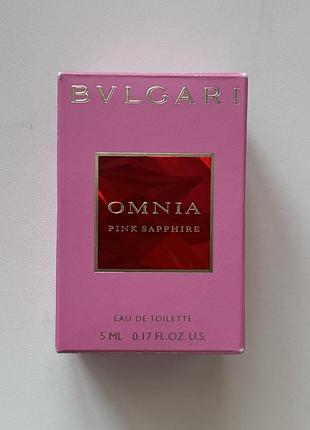 BVLGARI
OMNIA
PINK SAPPHIRE
EAU DE TOILETTE
5 ML 0.17 FL.OZ. U.S.